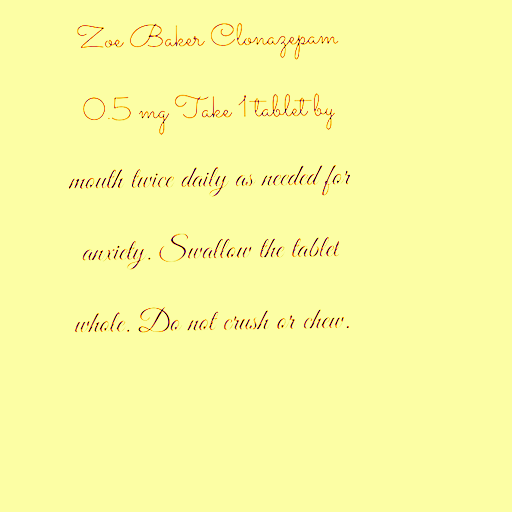 Zoe Baker Clonazepam
0.5 mg Take 1 tablet by
mouth twice daily as needed for
anxiety. Swallow the tablet
whole. Do not crush or chew.